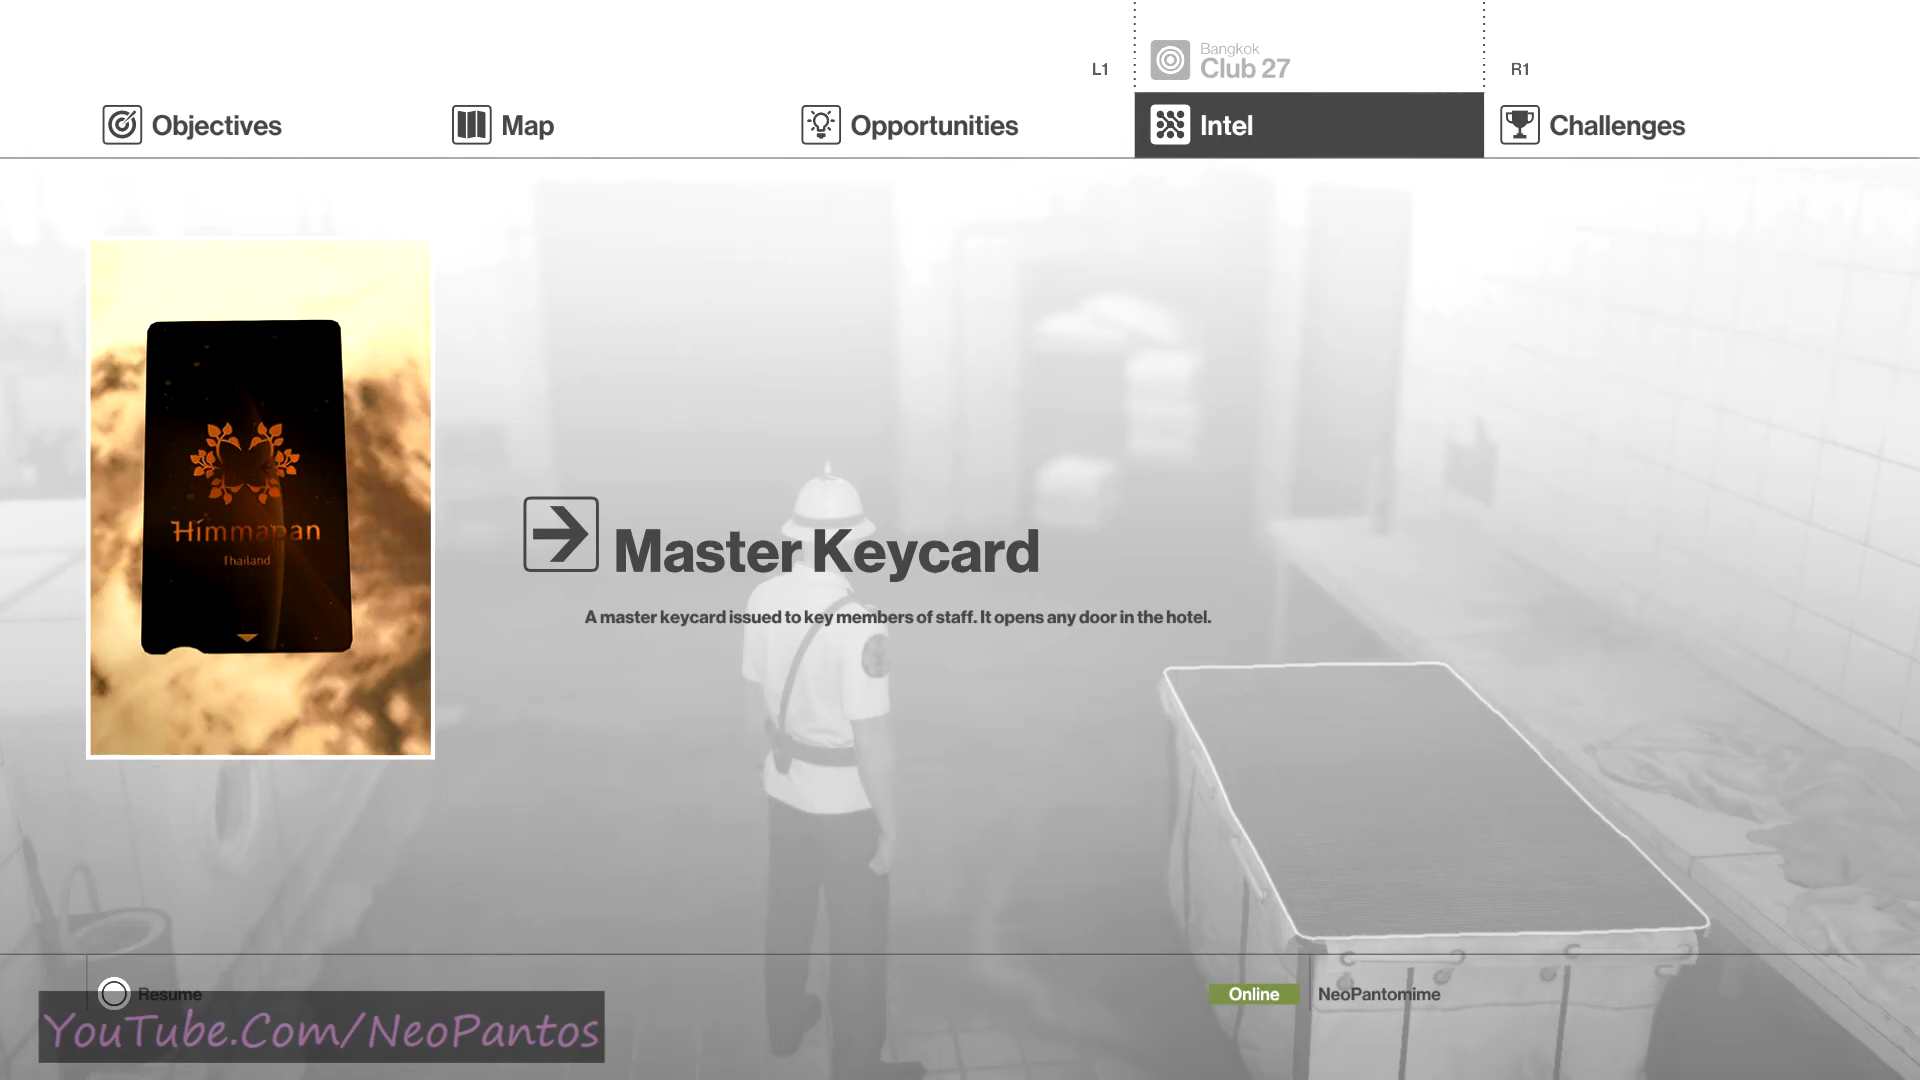 Bangkok
Club 27
L1
R1
Objectives
Map
Opportunities
Intel
Challenges
Himmapan
Thailand
Master Keycard
A master keycard issued to key members of staff. It opens any door in the hotel.
Resume
Online
NeoPantomime
YouTube.Com/NeoPantos